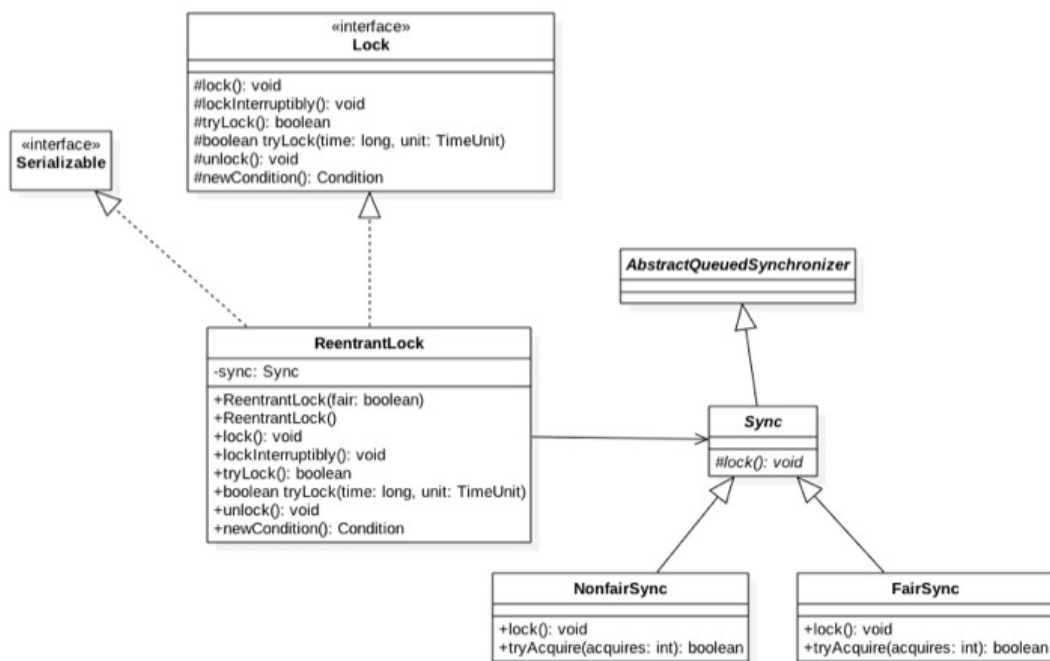 «interface»
Lock
#lock(): void
#lockInterruptibly(): void
#tryLock(): boolean
#boolean tryLock(time: long, unit: TimeUnit)
#unlock(): void
#newCondition(): Condition
«interface»
Serializable
AbstractQueuedSynchronizer
ReentrantLock
-sync: Sync
+ReentrantLock(fair: boolean)
+ReentrantLock()
+lock(): void
+lockInterruptibly(): void
+tryLock(): boolean
+boolean tryLock(time: long, unit: TimeUnit)
+unlock(): void
+newCondition(): Condition
Sync
#lock(): void
NonfairSync
+lock(): void
+tryAcquire(acquires: int): boolean
FairSync
+lock(): void
+tryAcquire(acquires: int): boolean